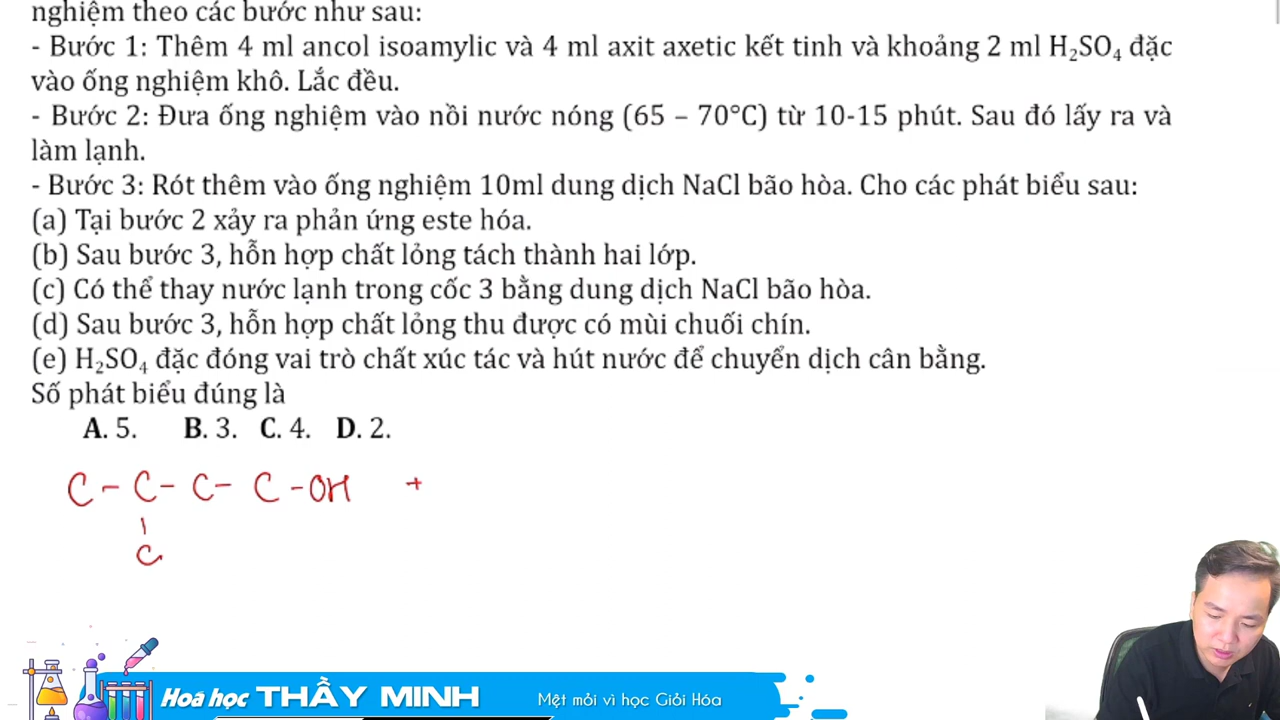 nghiệm theo các bước như sau:
- Bước 1: Thêm 4 ml ancol isoamylic và 4 ml axit axetic kết tinh và khoảng 2 ml H₂SO₄ đặc
vào ống nghiệm khô. Lắc đều.
- Bước 2: Đưa ống nghiệm vào nồi nước nóng (65 – 70°C) từ 10-15 phút. Sau đó lấy ra và
làm lạnh.
- Bước 3: Rót thêm vào ống nghiệm 10ml dung dịch NaCl bão hòa. Cho các phát biểu sau:
(a) Tại bước 2 xảy ra phản ứng este hóa.
(b) Sau bước 3, hỗn hợp chất lỏng tách thành hai lớp.
(c) Có thể thay nước lạnh trong cốc 3 bằng dung dịch NaCl bão hòa.
(d) Sau bước 3, hỗn hợp chất lỏng thu được có mùi chuối chín.
(e) H₂SO₄ đặc đóng vai trò chất xúc tác và hút nước để chuyển dịch cân bằng.
Số phát biểu đúng là
A. 5. B. 3. C. 4. D. 2.
C - C - C - C - OH +
C
Hoá học THẦY MINH Mệt mỏi vì học Giỏi Hóa